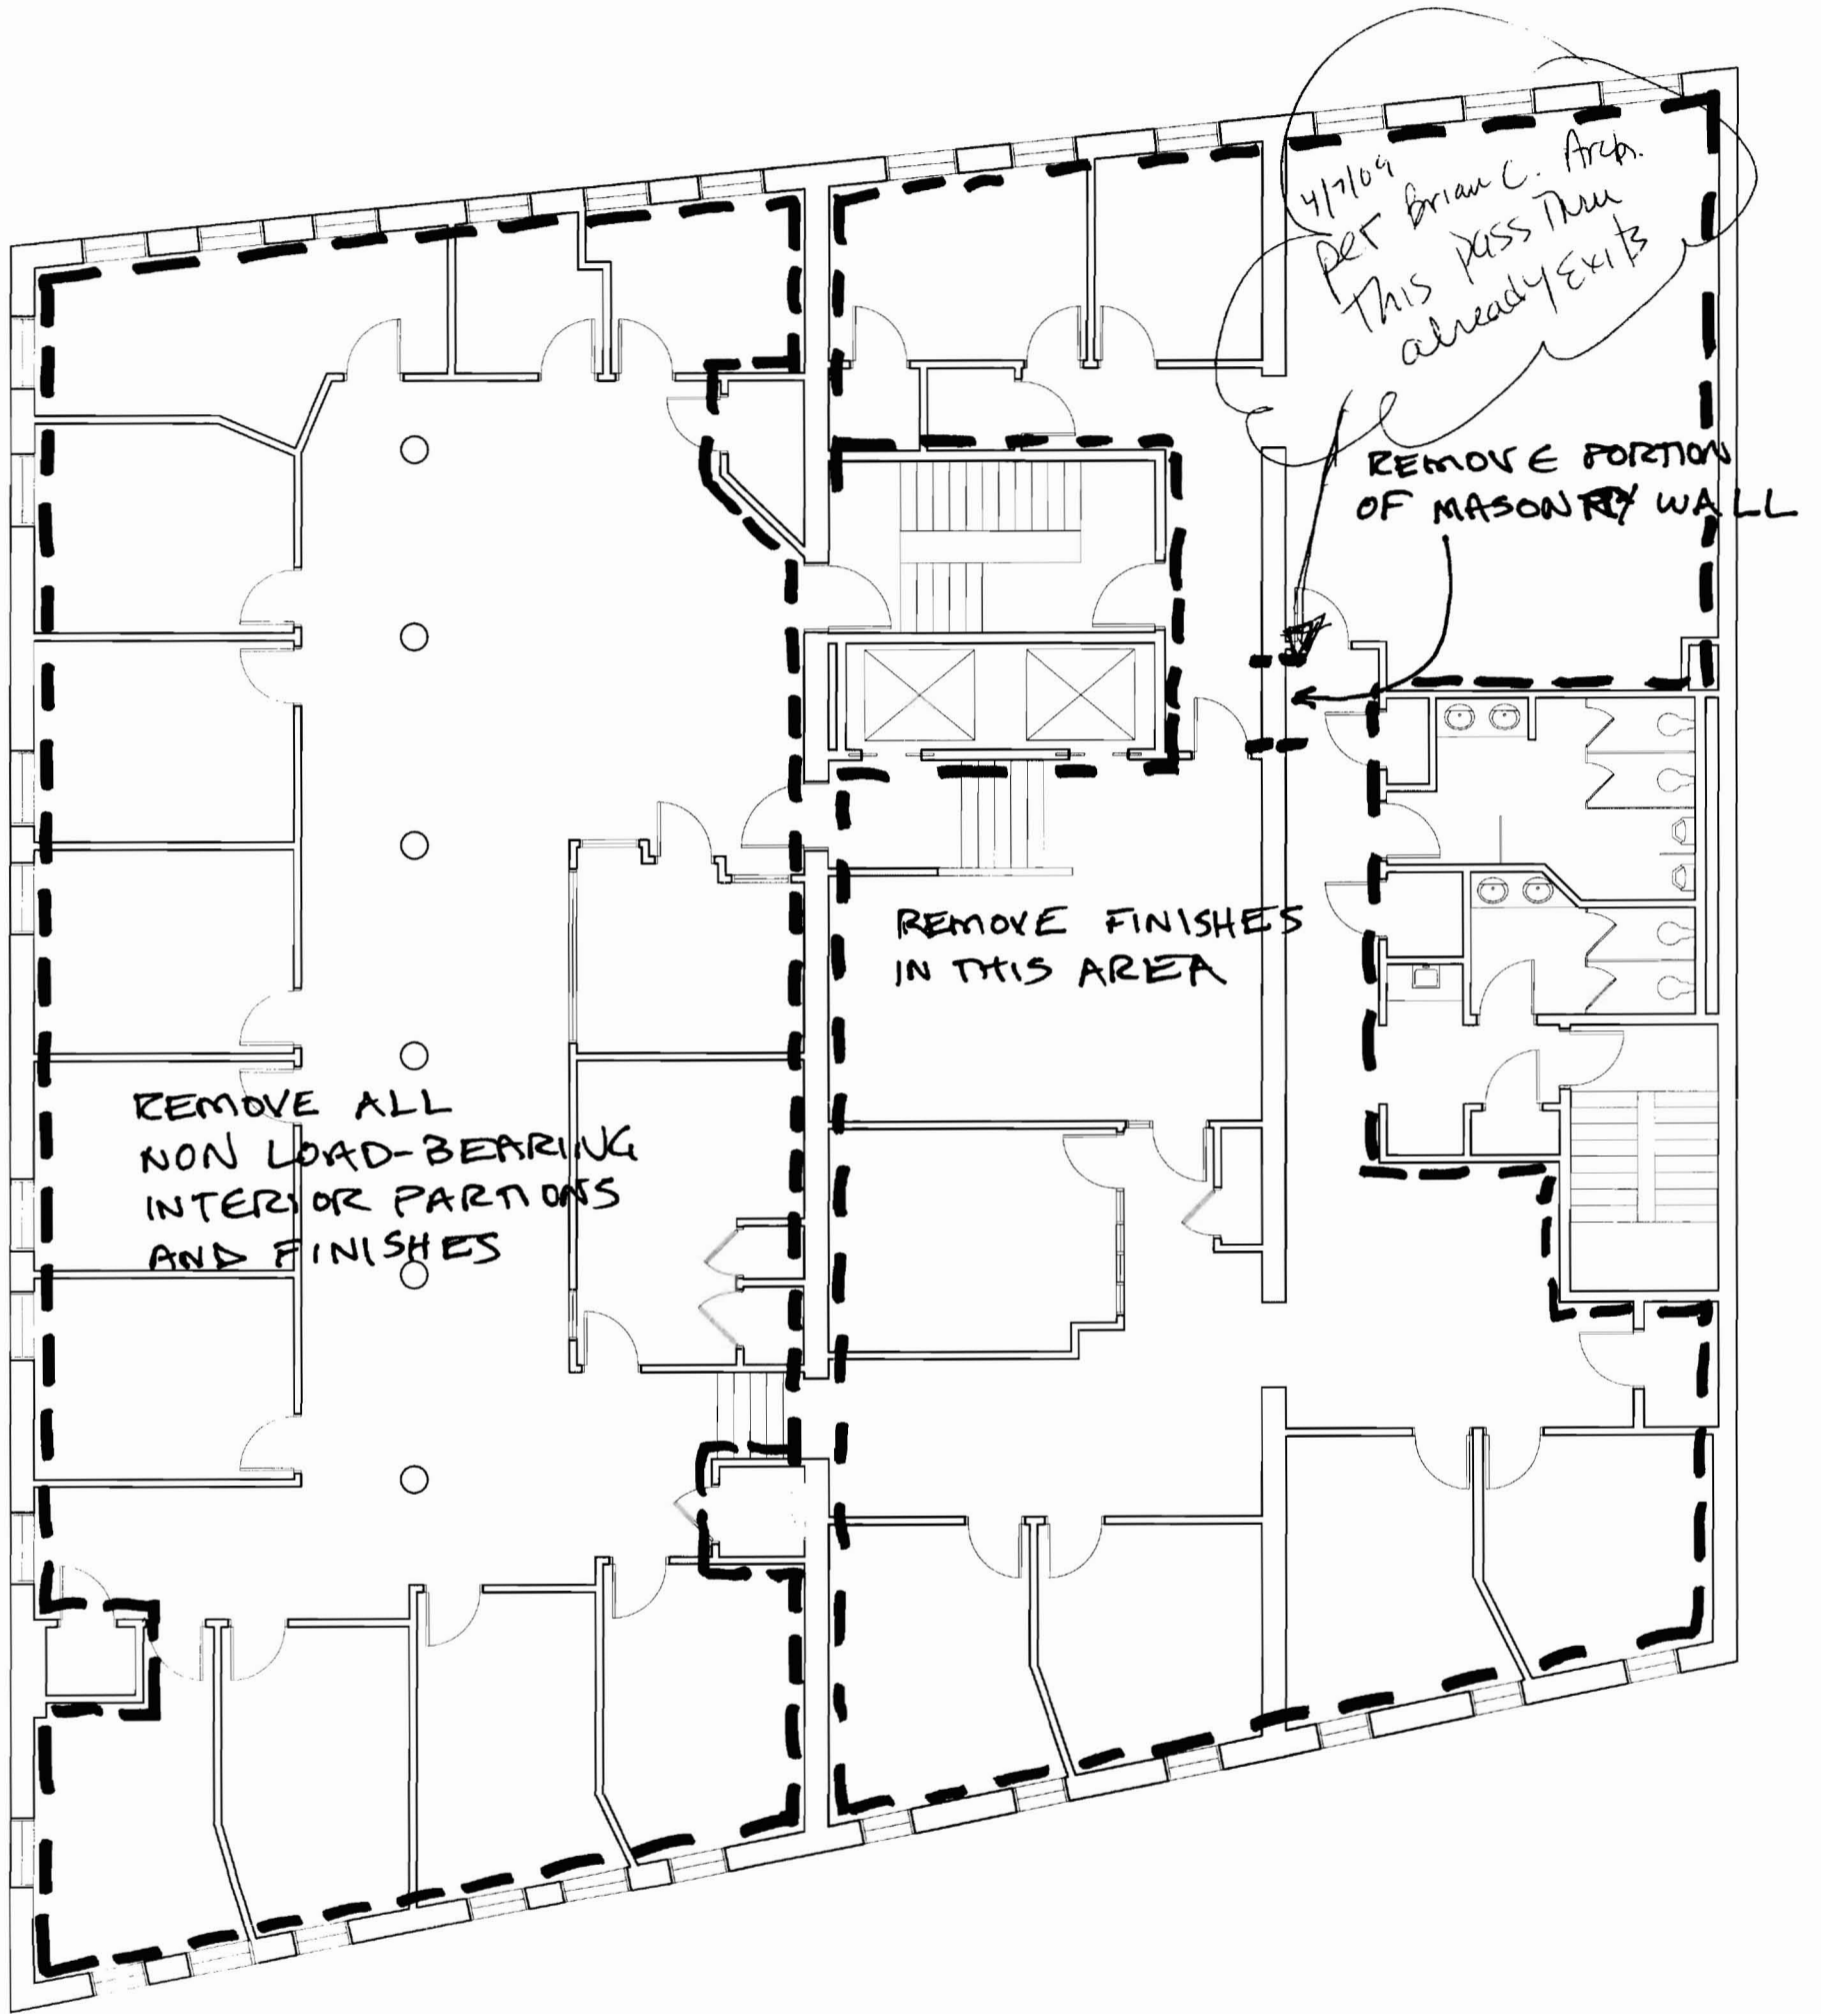 4/7/09
per Brian C. Arch.
This pass Thru
already Exits
REMOVE PORTION
OF MASONRY WALL
REMOVE FINISHES
IN THIS AREA
REMOVE ALL
NON LOAD-BEARING
INTERIOR PARTIONS
AND FINISHES